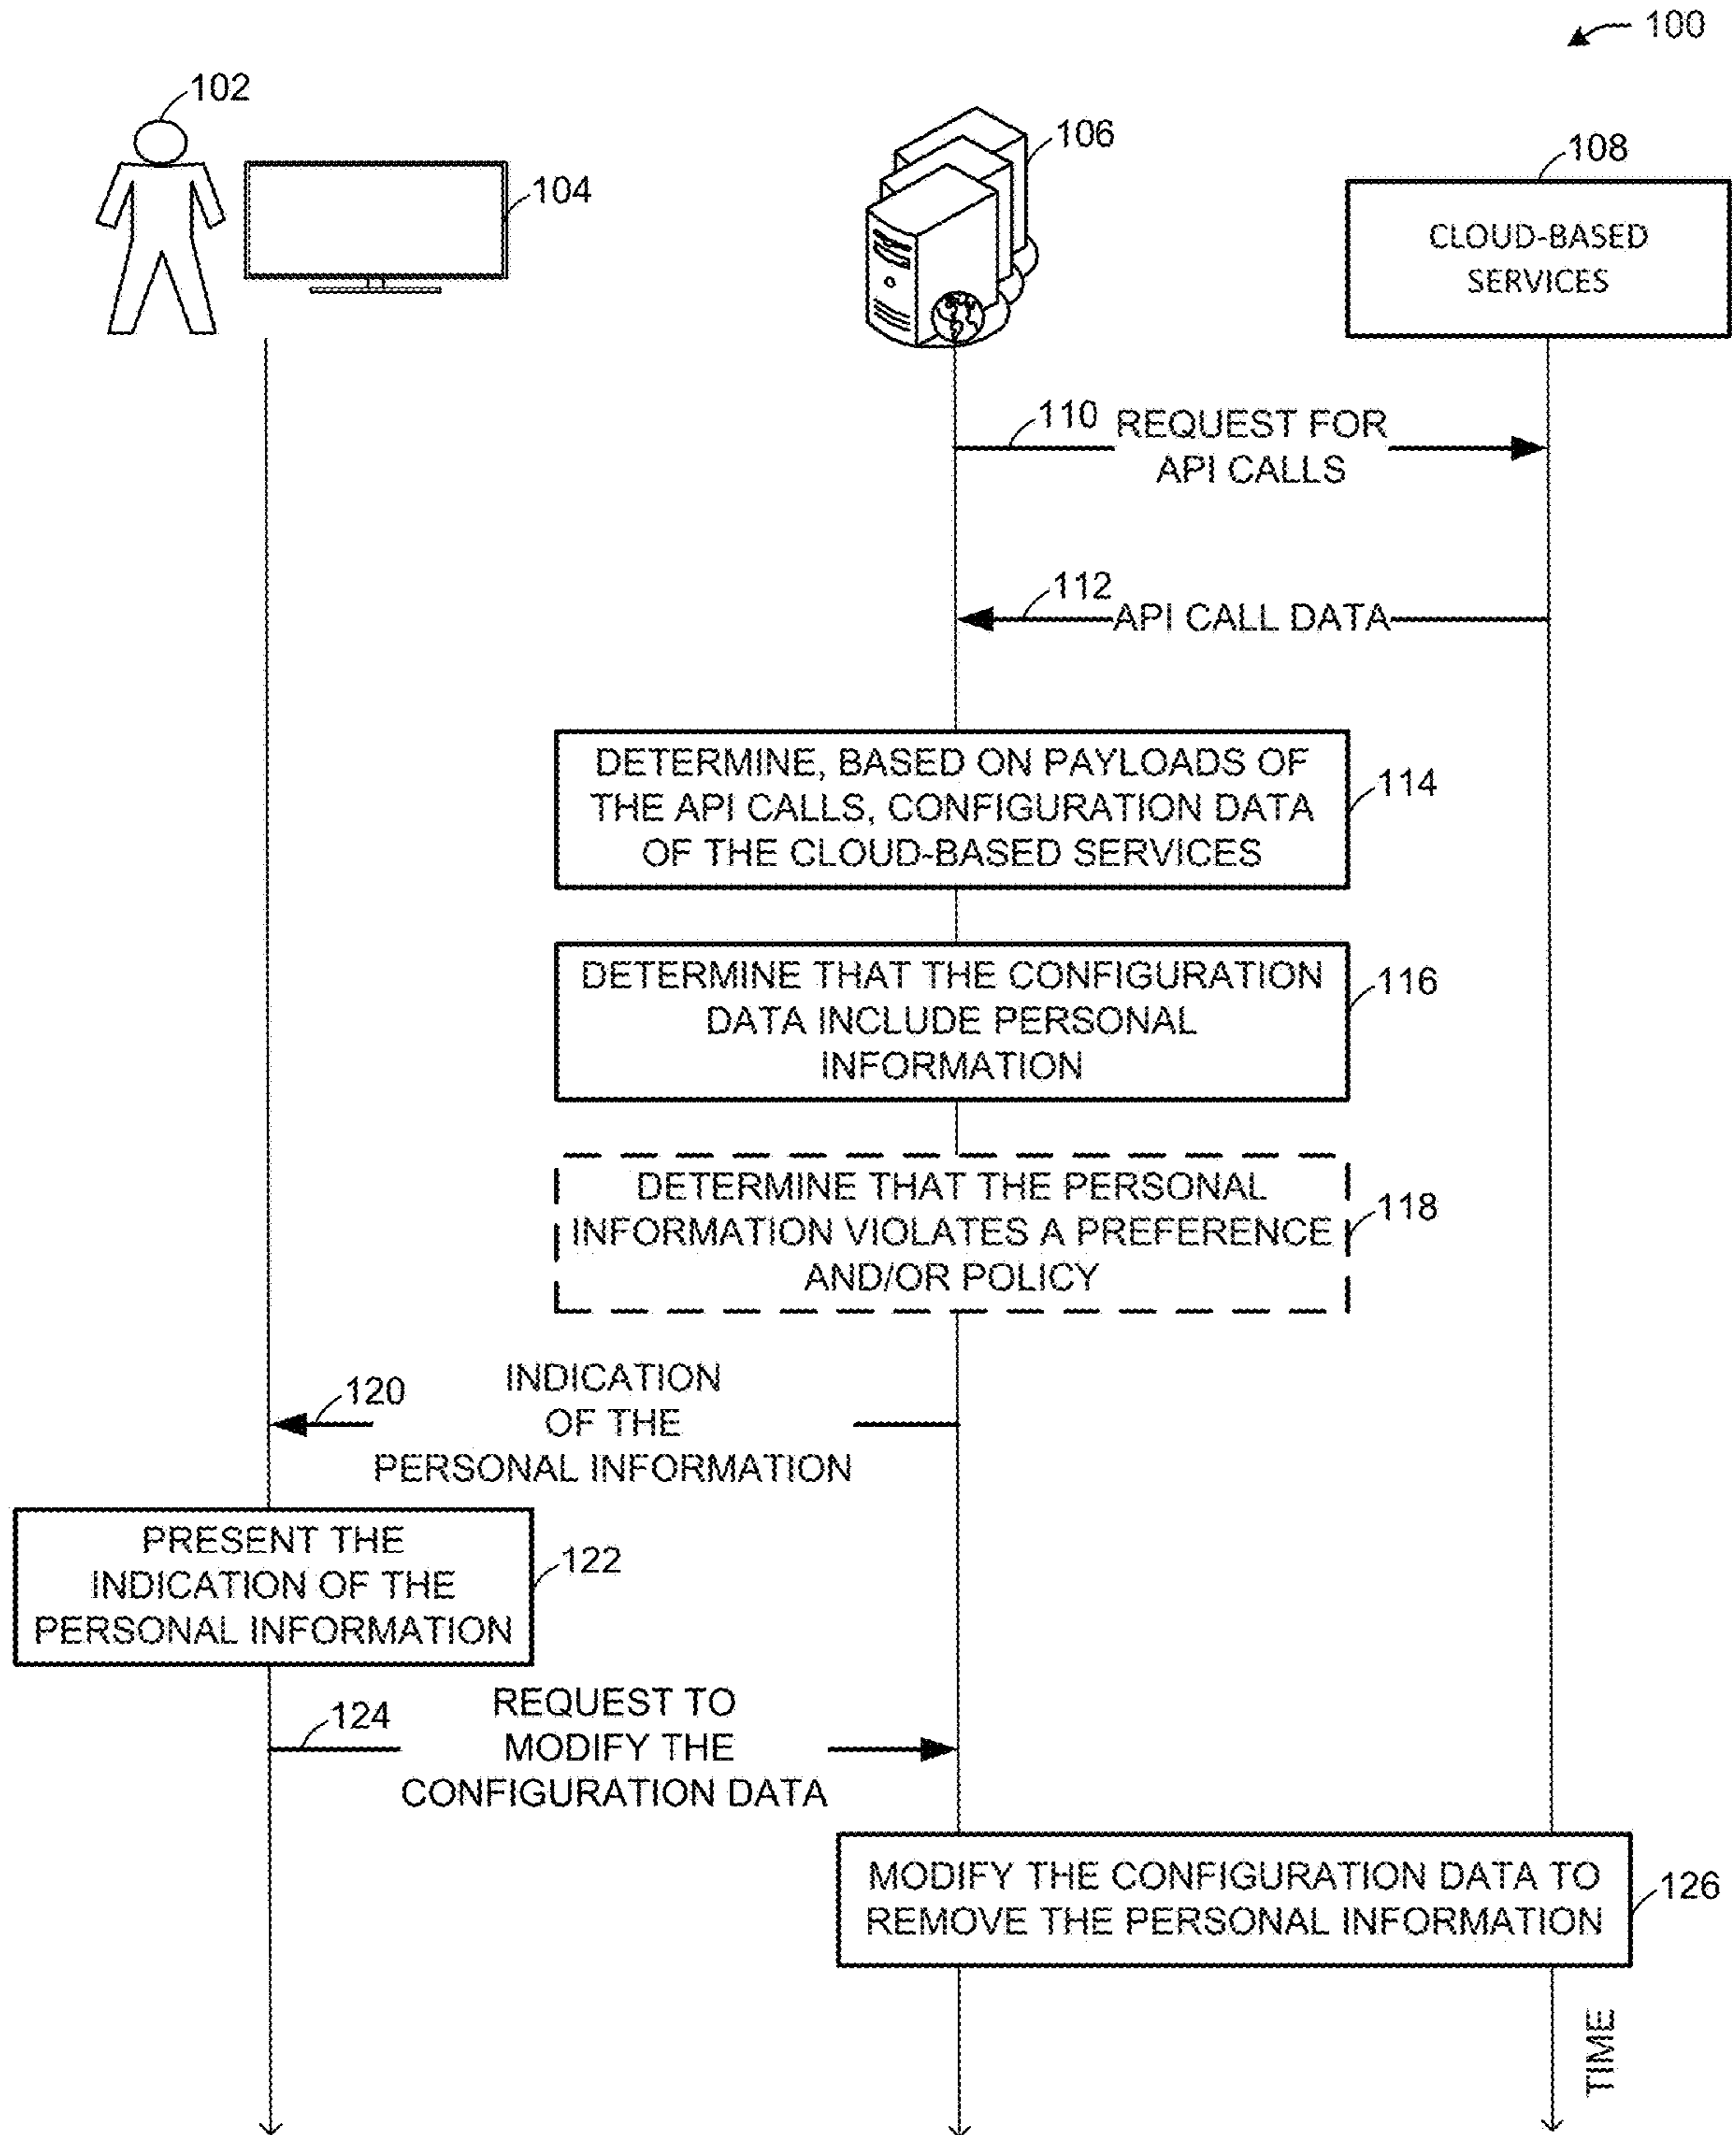 100
102
104
106
108
CLOUD-BASED
SERVICES
110
REQUEST FOR
API CALLS
112
API CALL DATA
DETERMINE, BASED ON PAYLOADS OF
THE API CALLS, CONFIGURATION DATA
OF THE CLOUD-BASED SERVICES
114
DETERMINE THAT THE CONFIGURATION
DATA INCLUDE PERSONAL
INFORMATION
116
DETERMINE THAT THE PERSONAL
INFORMATION VIOLATES A PREFERENCE
AND/OR POLICY
118
120
INDICATION
OF THE
PERSONAL INFORMATION
PRESENT THE
INDICATION OF THE
PERSONAL INFORMATION
122
124
REQUEST TO
MODIFY THE
CONFIGURATION DATA
MODIFY THE CONFIGURATION DATA TO
REMOVE THE PERSONAL INFORMATION
126
TIME